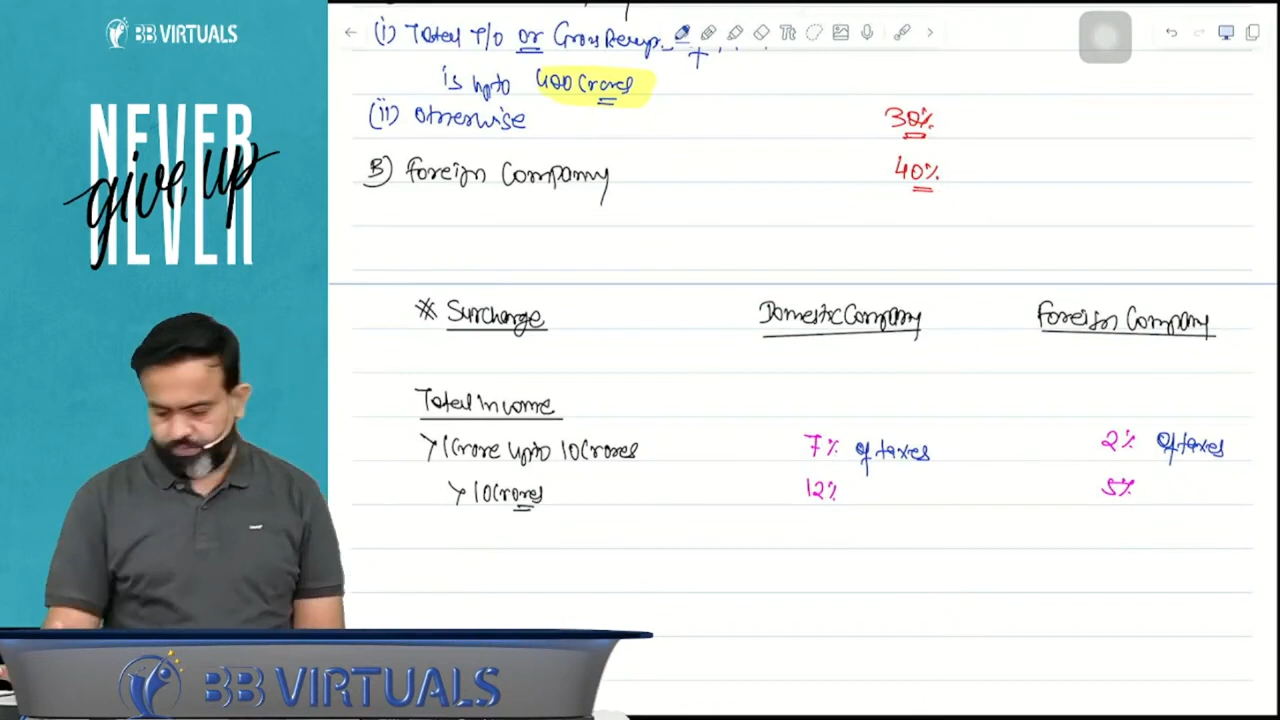 BB VIRTUALS
NEVER
give up
NEVER
(i) Total T/O or Gross
is upto 400 Crores
(ii) Otherwise 30%
B) Foreign Company 40%
* Surcharge Domestic Company Foreign Company
Total Income
> 1 Crore upto 10 Crores 7% of taxes 2% of taxes
> 10 Crores 12% 5%
BB VIRTUALS